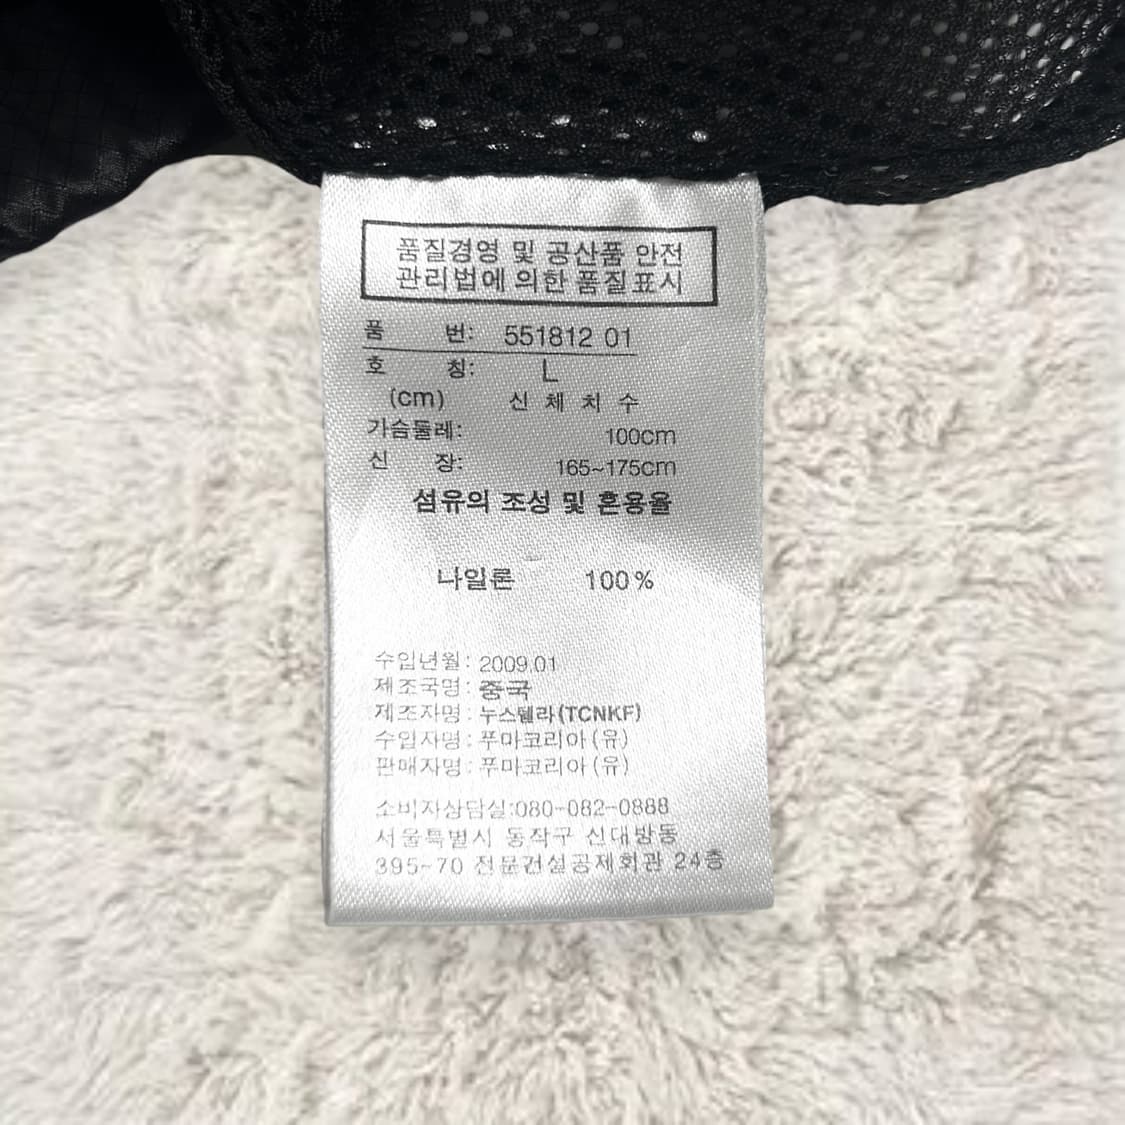 품질경영 및 공산품 안전
관리법에 의한 품질표시
품 번: 551812 01
호 칭: L
(cm) 신 체 치 수
가슴둘레: 100cm
신 장: 165~175cm
섬유의 조성 및 혼용율
나일론 100%
수입년월: 2009.01
제조국명: 중국
제조자명: 누스텔라(TCNKF)
수입자명: 푸마코리아(유)
판매자명: 푸마코리아(유)
소비자상담실:080-082-0888
서울특별시 동작구 신대방동
395-70 전문건설공제회관 24층